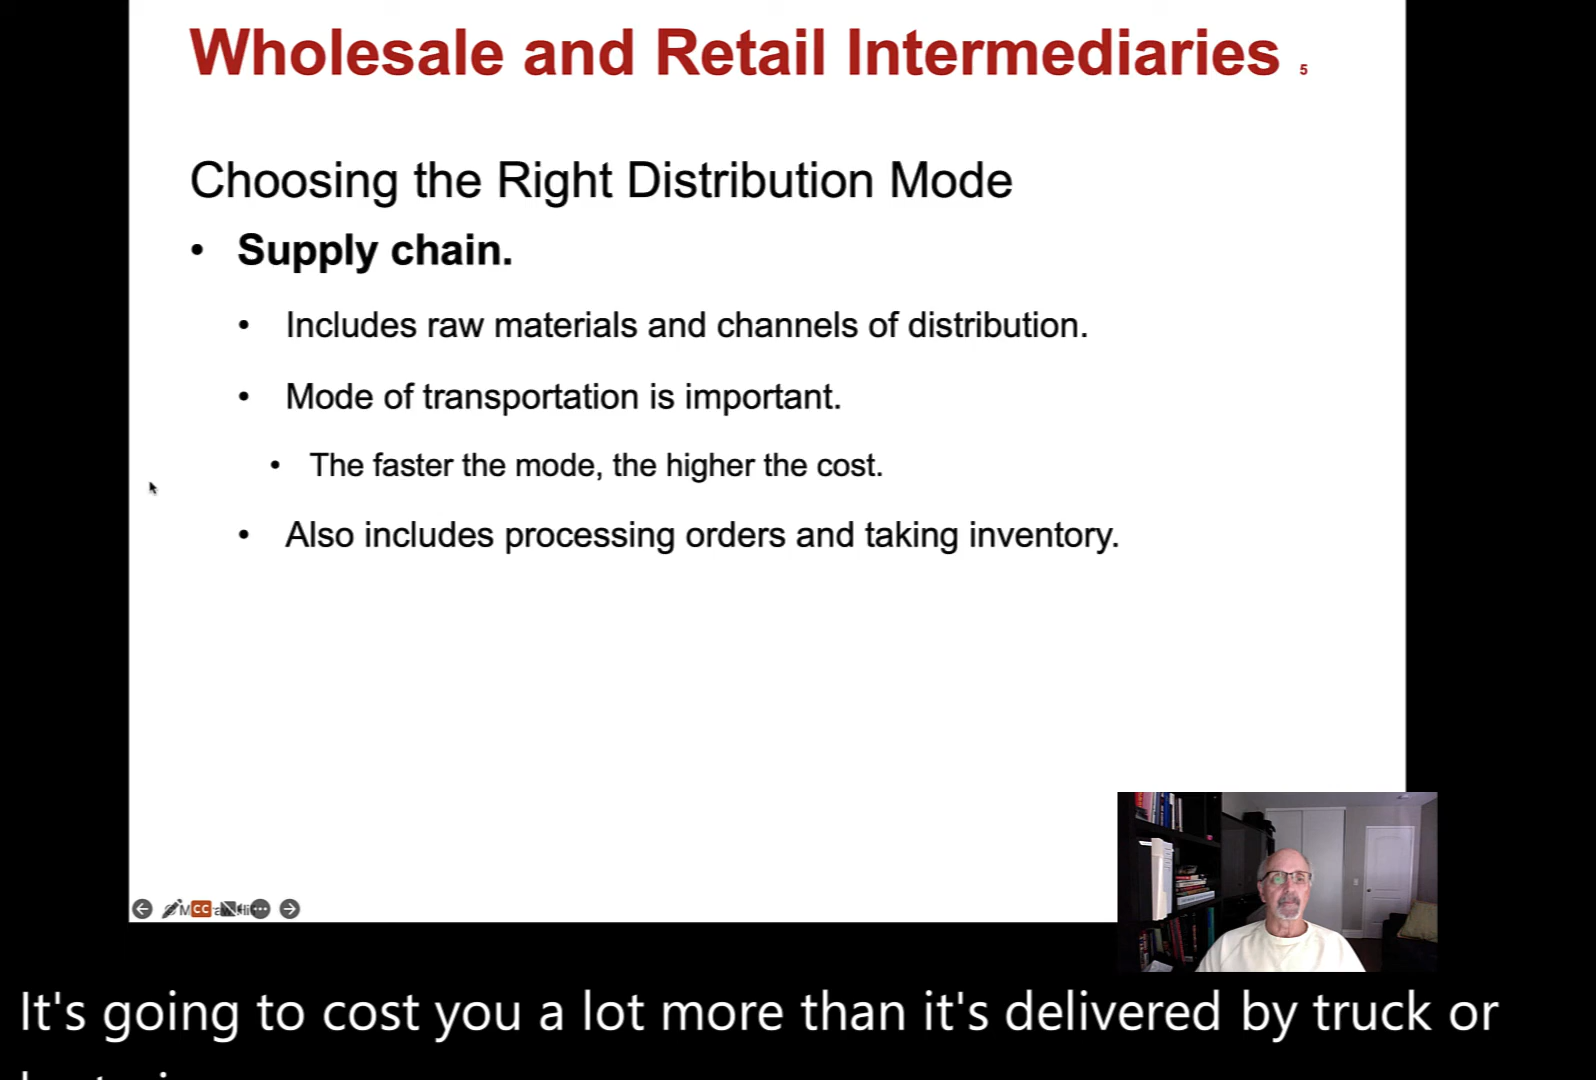 Wholesale and Retail Intermediaries 5
Choosing the Right Distribution Mode
• Supply chain.
• Includes raw materials and channels of distribution.
• Mode of transportation is important.
• The faster the mode, the higher the cost.
• Also includes processing orders and taking inventory.
CC
It's going to cost you a lot more than it's delivered by truck or